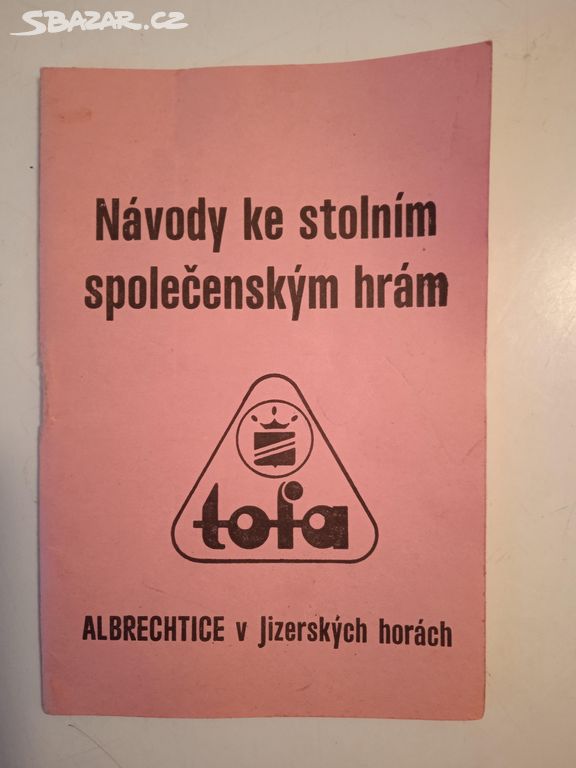 SBAZAR.CZ
Návody ke stolním
společenským hrám
tofa
ALBRECHTICE v Jizerských horách